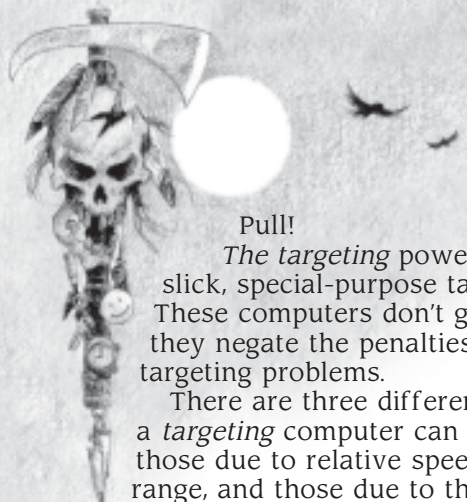 Pull!
The targeting powe
slick, special-purpose ta
These computers don't g
they negate the penalties
targeting problems.
There are three differen
a targeting computer can
those due to relative spee
range, and those due to th